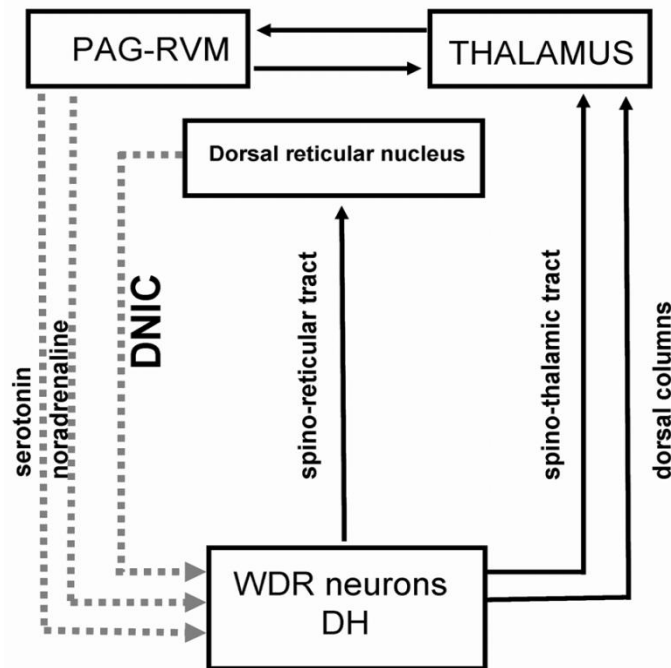 PAG-RVM
THALAMUS
Dorsal reticular nucleus
DNIC
serotonin
noradrenaline
spino-reticular tract
spino-thalamic tract
dorsal columns
WDR neurons
DH